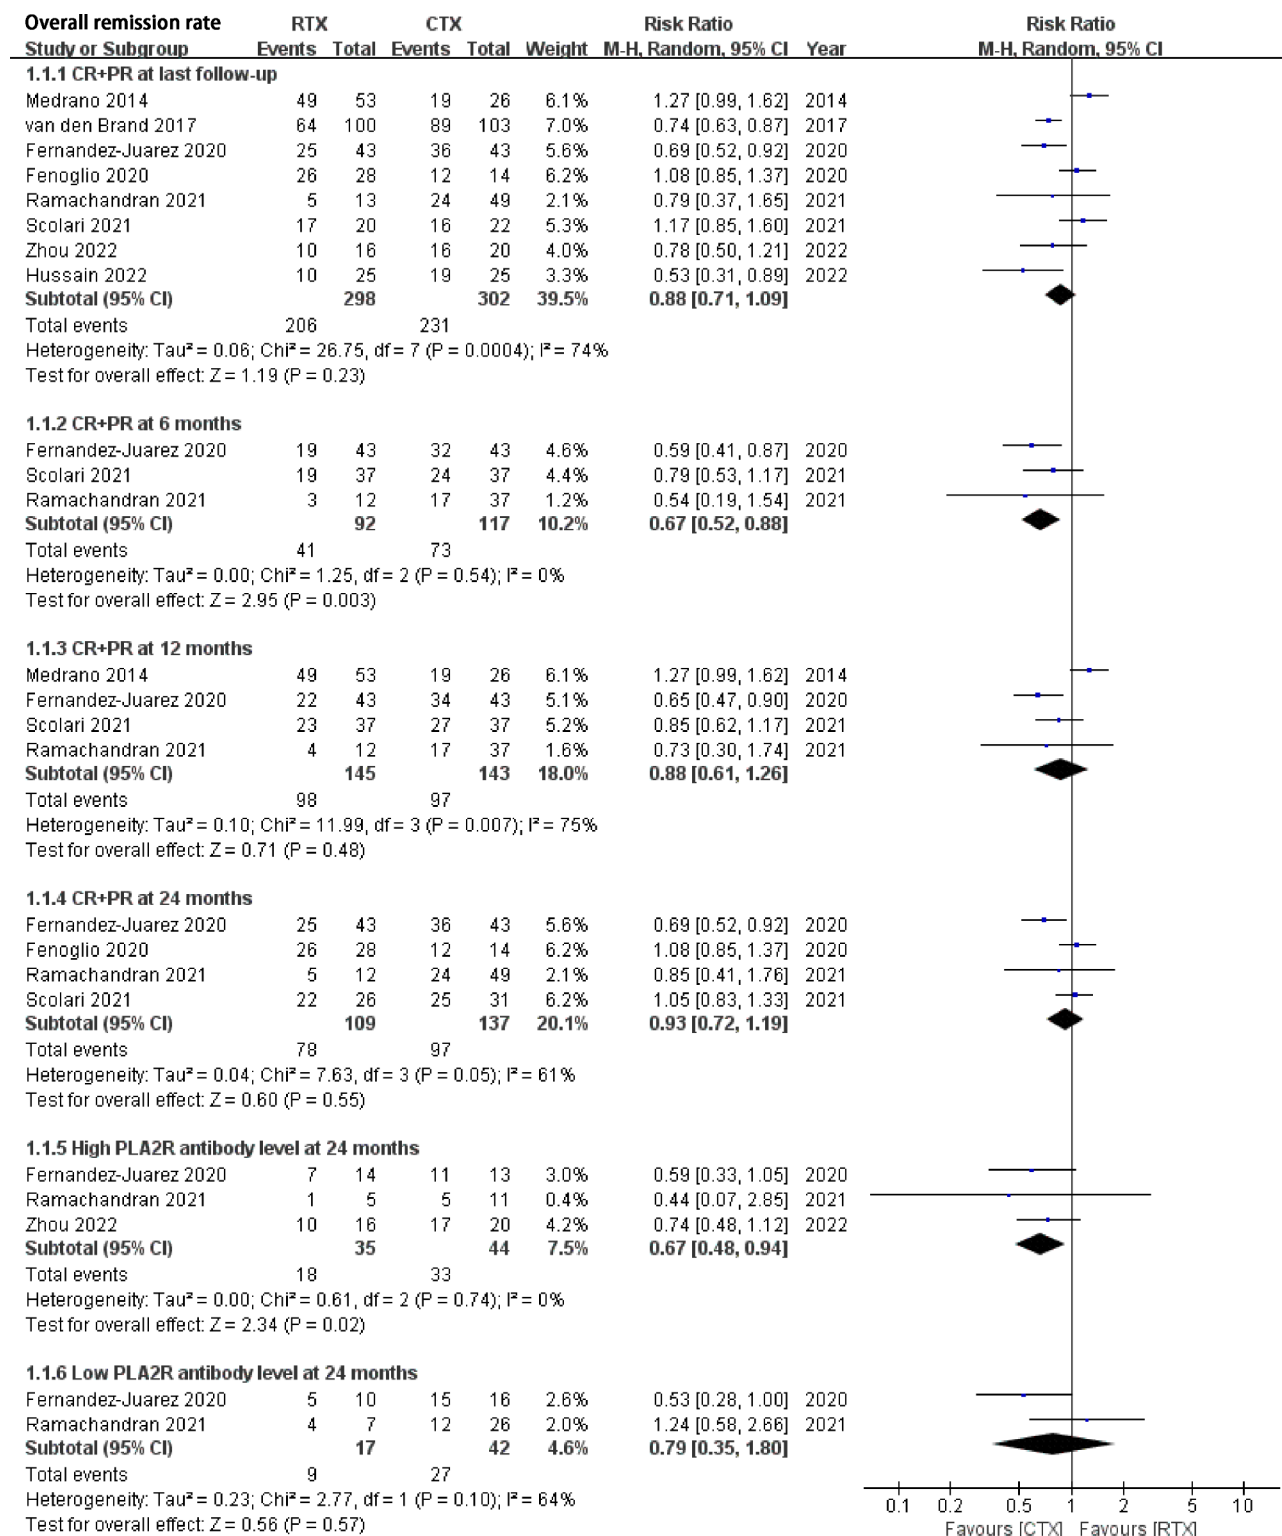 Overall remission rate RTX CTX Risk Ratio Risk Ratio
Study or Subgroup Events Total Events Total Weight M-H, Random, 95% CI Year M-H, Random, 95% CI
1.1.1 CR+PR at last follow-up
Medrano 2014 49 53 19 26 6.1% 1.27 [0.99, 1.62] 2014
van den Brand 2017 64 100 89 103 7.0% 0.74 [0.63, 0.87] 2017
Fernandez-Juarez 2020 25 43 36 43 5.6% 0.69 [0.52, 0.92] 2020
Fenoglio 2020 26 28 12 14 6.2% 1.08 [0.85, 1.37] 2020
Ramachandran 2021 5 13 24 49 2.1% 0.79 [0.37, 1.65] 2021
Scolari 2021 17 20 16 22 5.3% 1.17 [0.85, 1.60] 2021
Zhou 2022 10 16 16 20 4.0% 0.78 [0.50, 1.21] 2022
Hussain 2022 10 25 19 25 3.3% 0.53 [0.31, 0.89] 2022
Subtotal (95% CI) 298 302 39.5% 0.88 [0.71, 1.09]
Total events 206 231
Heterogeneity: Tau² = 0.06; Chi² = 26.75, df = 7 (P = 0.0004); I² = 74%
Test for overall effect: Z = 1.19 (P = 0.23)
1.1.2 CR+PR at 6 months
Fernandez-Juarez 2020 19 43 32 43 4.6% 0.59 [0.41, 0.87] 2020
Scolari 2021 19 37 24 37 4.4% 0.79 [0.53, 1.17] 2021
Ramachandran 2021 3 12 17 37 1.2% 0.54 [0.19, 1.54] 2021
Subtotal (95% CI) 92 117 10.2% 0.67 [0.52, 0.88]
Total events 41 73
Heterogeneity: Tau² = 0.00; Chi² = 1.25, df = 2 (P = 0.54); I² = 0%
Test for overall effect: Z = 2.95 (P = 0.003)
1.1.3 CR+PR at 12 months
Medrano 2014 49 53 19 26 6.1% 1.27 [0.99, 1.62] 2014
Fernandez-Juarez 2020 22 43 34 43 5.1% 0.65 [0.47, 0.90] 2020
Scolari 2021 23 37 27 37 5.2% 0.85 [0.62, 1.17] 2021
Ramachandran 2021 4 12 17 37 1.6% 0.73 [0.30, 1.74] 2021
Subtotal (95% CI) 145 143 18.0% 0.88 [0.61, 1.26]
Total events 98 97
Heterogeneity: Tau² = 0.10; Chi² = 11.99, df = 3 (P = 0.007); I² = 75%
Test for overall effect: Z = 0.71 (P = 0.48)
1.1.4 CR+PR at 24 months
Fernandez-Juarez 2020 25 43 36 43 5.6% 0.69 [0.52, 0.92] 2020
Fenoglio 2020 26 28 12 14 6.2% 1.08 [0.85, 1.37] 2020
Ramachandran 2021 5 12 24 49 2.1% 0.85 [0.41, 1.76] 2021
Scolari 2021 22 26 25 31 6.2% 1.05 [0.83, 1.33] 2021
Subtotal (95% CI) 109 137 20.1% 0.93 [0.72, 1.19]
Total events 78 97
Heterogeneity: Tau² = 0.04; Chi² = 7.63, df = 3 (P = 0.05); I² = 61%
Test for overall effect: Z = 0.60 (P = 0.55)
1.1.5 High PLA2R antibody level at 24 months
Fernandez-Juarez 2020 7 14 11 13 3.0% 0.59 [0.33, 1.05] 2020
Ramachandran 2021 1 5 5 11 0.4% 0.44 [0.07, 2.85] 2021
Zhou 2022 10 16 17 20 4.2% 0.74 [0.48, 1.12] 2022
Subtotal (95% CI) 35 44 7.5% 0.67 [0.48, 0.94]
Total events 18 33
Heterogeneity: Tau² = 0.00; Chi² = 0.61, df = 2 (P = 0.74); I² = 0%
Test for overall effect: Z = 2.34 (P = 0.02)
1.1.6 Low PLA2R antibody level at 24 months
Fernandez-Juarez 2020 5 10 15 16 2.6% 0.53 [0.28, 1.00] 2020
Ramachandran 2021 4 7 12 26 2.0% 1.24 [0.58, 2.66] 2021
Subtotal (95% CI) 17 42 4.6% 0.79 [0.35, 1.80]
Total events 9 27
Heterogeneity: Tau² = 0.23; Chi² = 2.77, df = 1 (P = 0.10); I² = 64%
Test for overall effect: Z = 0.56 (P = 0.57)
0.1 0.2 0.5 1 2 5 10
Favours [CTX] Favours [RTX]